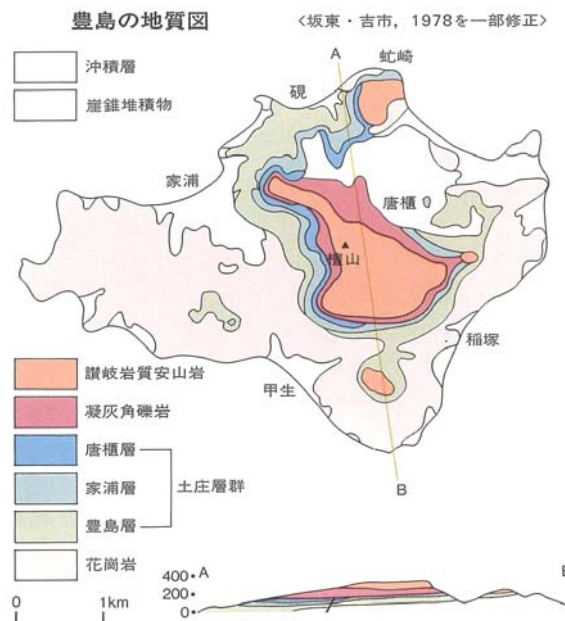 豊島の地質図
<坂東・吉市，1978を一部修正>
沖積層
崖錐堆積物
A
虻崎
硯
家浦
唐櫃
檀山
稲塚
甲生
B
讃岐岩質安山岩
凝灰角礫岩
唐櫃層
家浦層
豊島層
土庄層群
花崗岩
400
200
0
A
B
0 1km